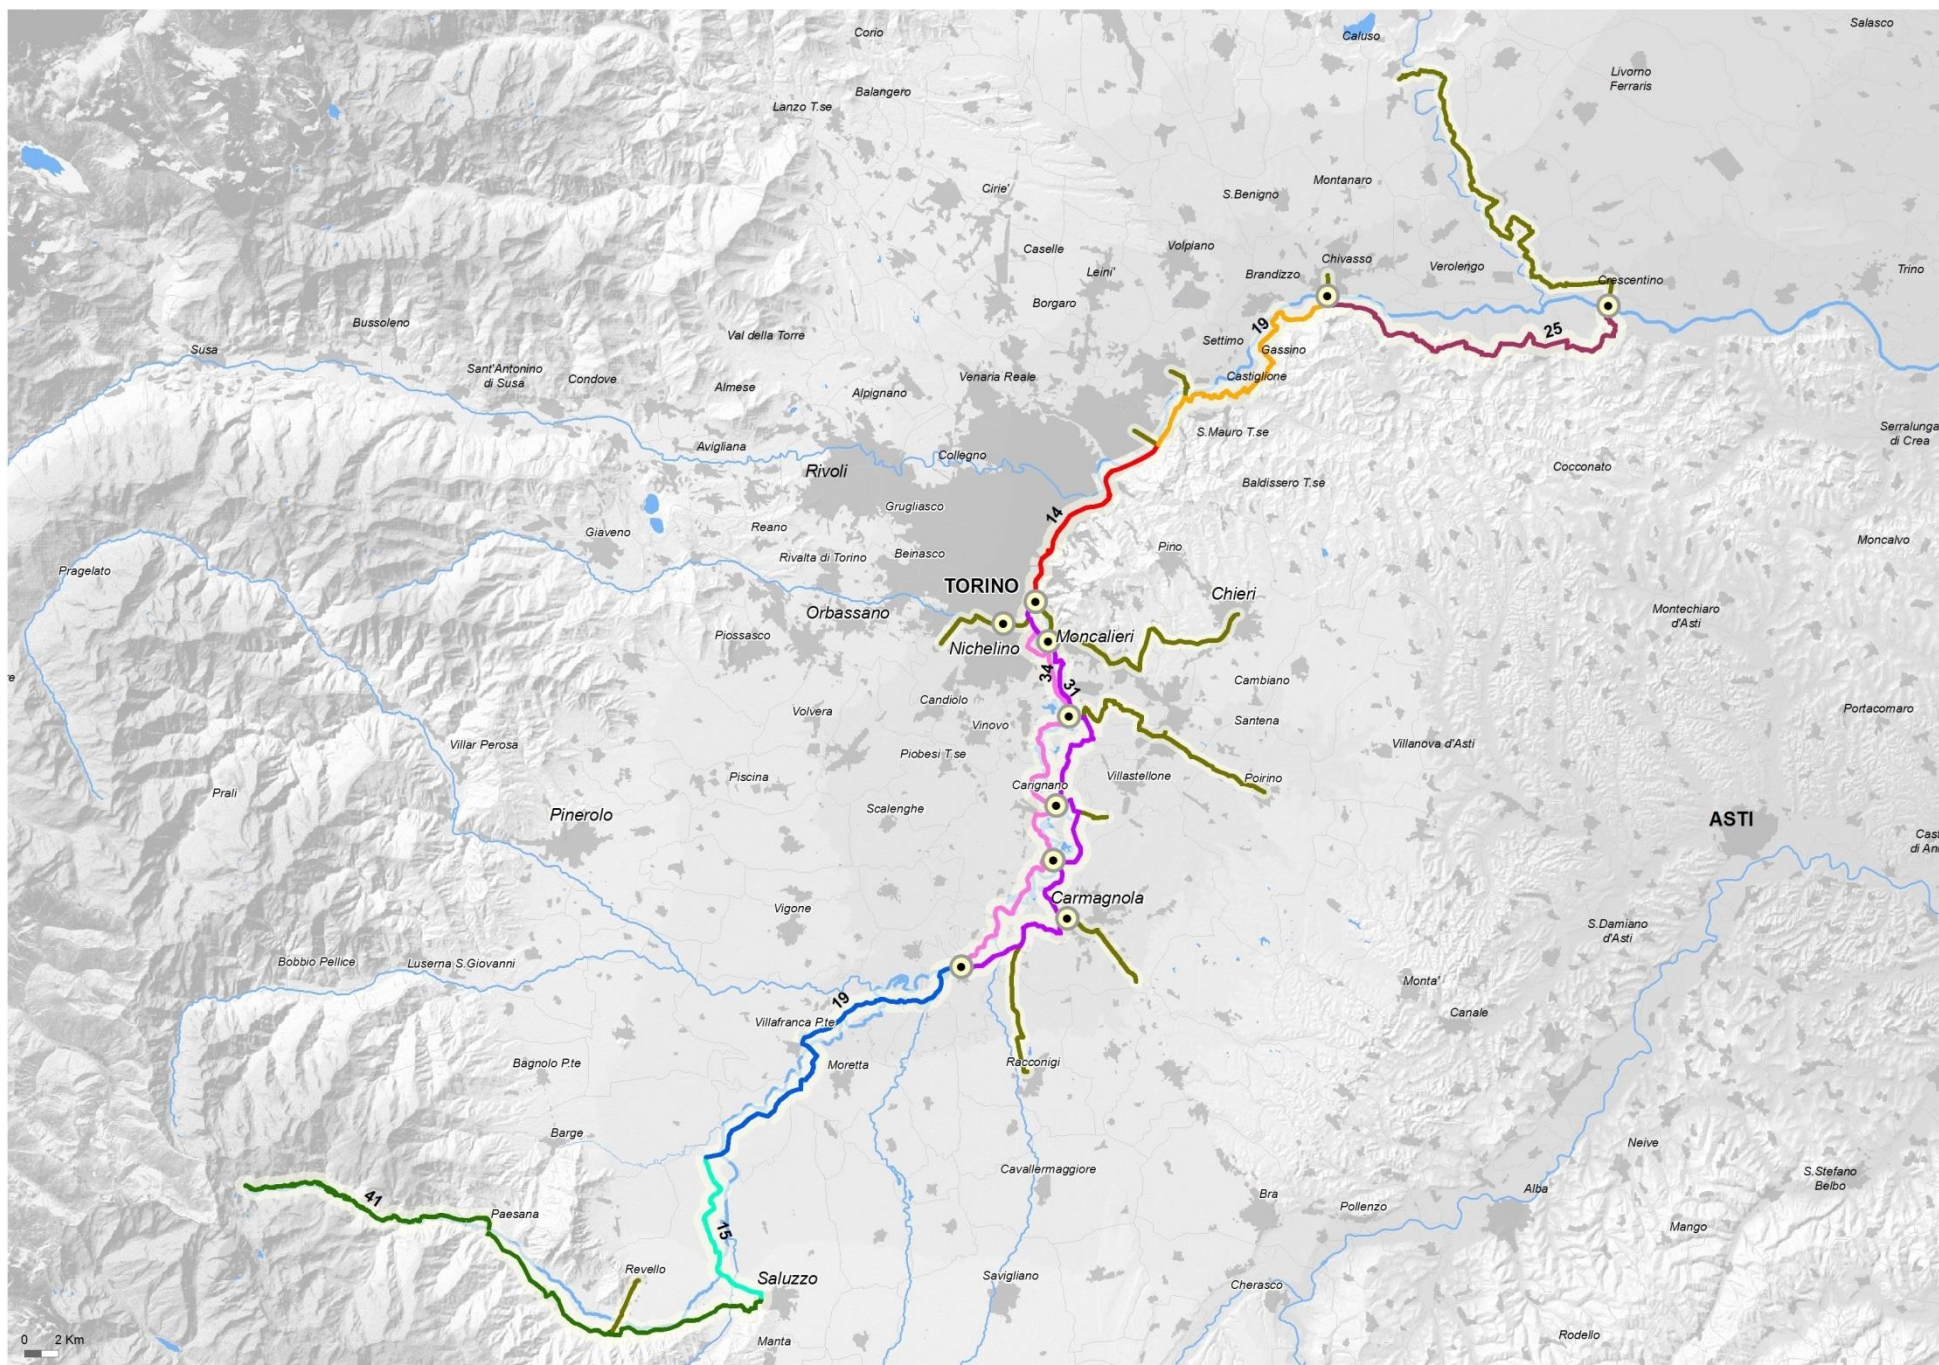 Salasco
Corio
Caluso
Livorno
Ferraris
Balangero
Lanzo T.se
Montanaro
Cirie'
S.Benigno
Volpiano
Caselle
Chivasso
Verolengo
Trino
Leini'
Brandizzo
Crescentino
Borgaro
Bussoleno
Val della Torre
19
25
Settimo
Susa
Gassino
Sant'Antonino
di Susa
Condove
Almese
Alpignano
Venaria Reale
Castiglione
Serralunga
di Crea
S.Mauro T.se
Avigliana
Collegno
Rivoli
Cocconato
Baldissero T.se
Grugliasco
14
Giaveno
Reano
Rivalta di Torino
Beinasco
Pino
Moncalvo
Pragelato
TORINO
Chieri
Orbassano
Montechiaro
d'Asti
Piossasco
Moncalieri
Nichelino
34
31
re
Cambiano
Candiolo
Volvera
Vinovo
Santena
Portacomaro
Villar Perosa
Piobesi T.se
Villanova d'Asti
Piscina
Villastellone
Poirino
Carignano
Prali
Pinerolo
Scalenghe
ASTI
Cast
di Ann
Carmagnola
Vigone
S.Damiano
d'Asti
Bobbio Pellice
Luserna S.Giovanni
Monta'
19
Canale
Villafranca P.te
Bagnolo P.te
Moretta
Racconigi
Barge
Neive
Cavallermaggiore
S.Stefano
Belbo
41
Bra
Alba
Pollenzo
Paesana
Mango
15
Revello
Saluzzo
Savigliano
Cherasco
0 2 Km
Manta
Rodello